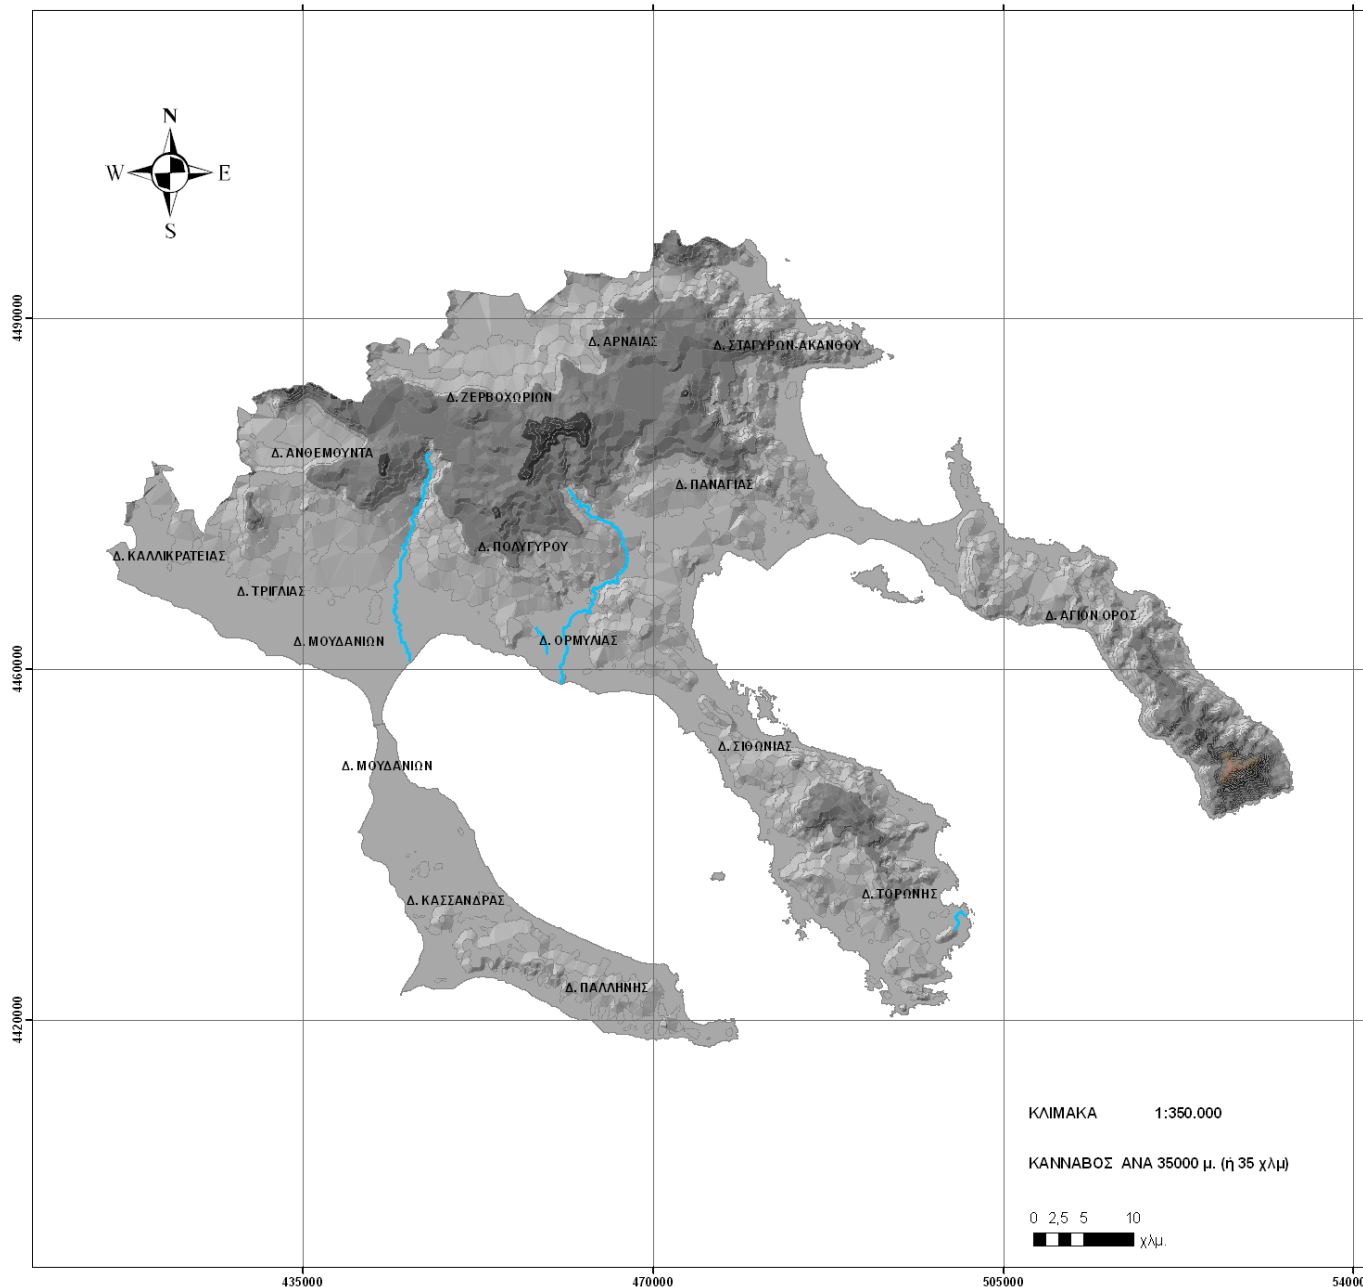 N
W E
S
4490000
Δ. ΑΡΝΑΙΑΣ
Δ. ΣΤΑΓΥΡΩΝ-ΑΚΑΝΘΟΥ
Δ. ΖΕΡΒΟΧΩΡΙΩΝ
Δ. ΑΝΘΕΜΟΥΝΤΑ
Δ. ΠΑΝΑΓΙΑΣ
Δ. ΚΑΛΛΙΚΡΑΤΕΙΑΣ
Δ. ΠΟΛΥΓΥΡΟΥ
Δ. ΤΡΙΓΛΙΑΣ
Δ. ΑΓΙΟΝ ΟΡΟΣ
Δ. ΜΟΥΔΑΝΙΩΝ
Δ. ΟΡΜΥΛΙΑΣ
4460000
Δ. ΣΙΘΩΝΙΑΣ
Δ. ΜΟΥΔΑΝΙΩΝ
Δ. ΤΟΡΩΝΗΣ
Δ. ΚΑΣΣΑΝΔΡΑΣ
Δ. ΠΑΛΛΗΝΗΣ
4420000
ΚΛΙΜΑΚΑ 1:350.000
ΚΑΝΝΑΒΟΣ ΑΝΑ 35000 μ. (ή 35 χλμ)
0 2,5 5 10
χλμ.
435000 470000 505000 540000